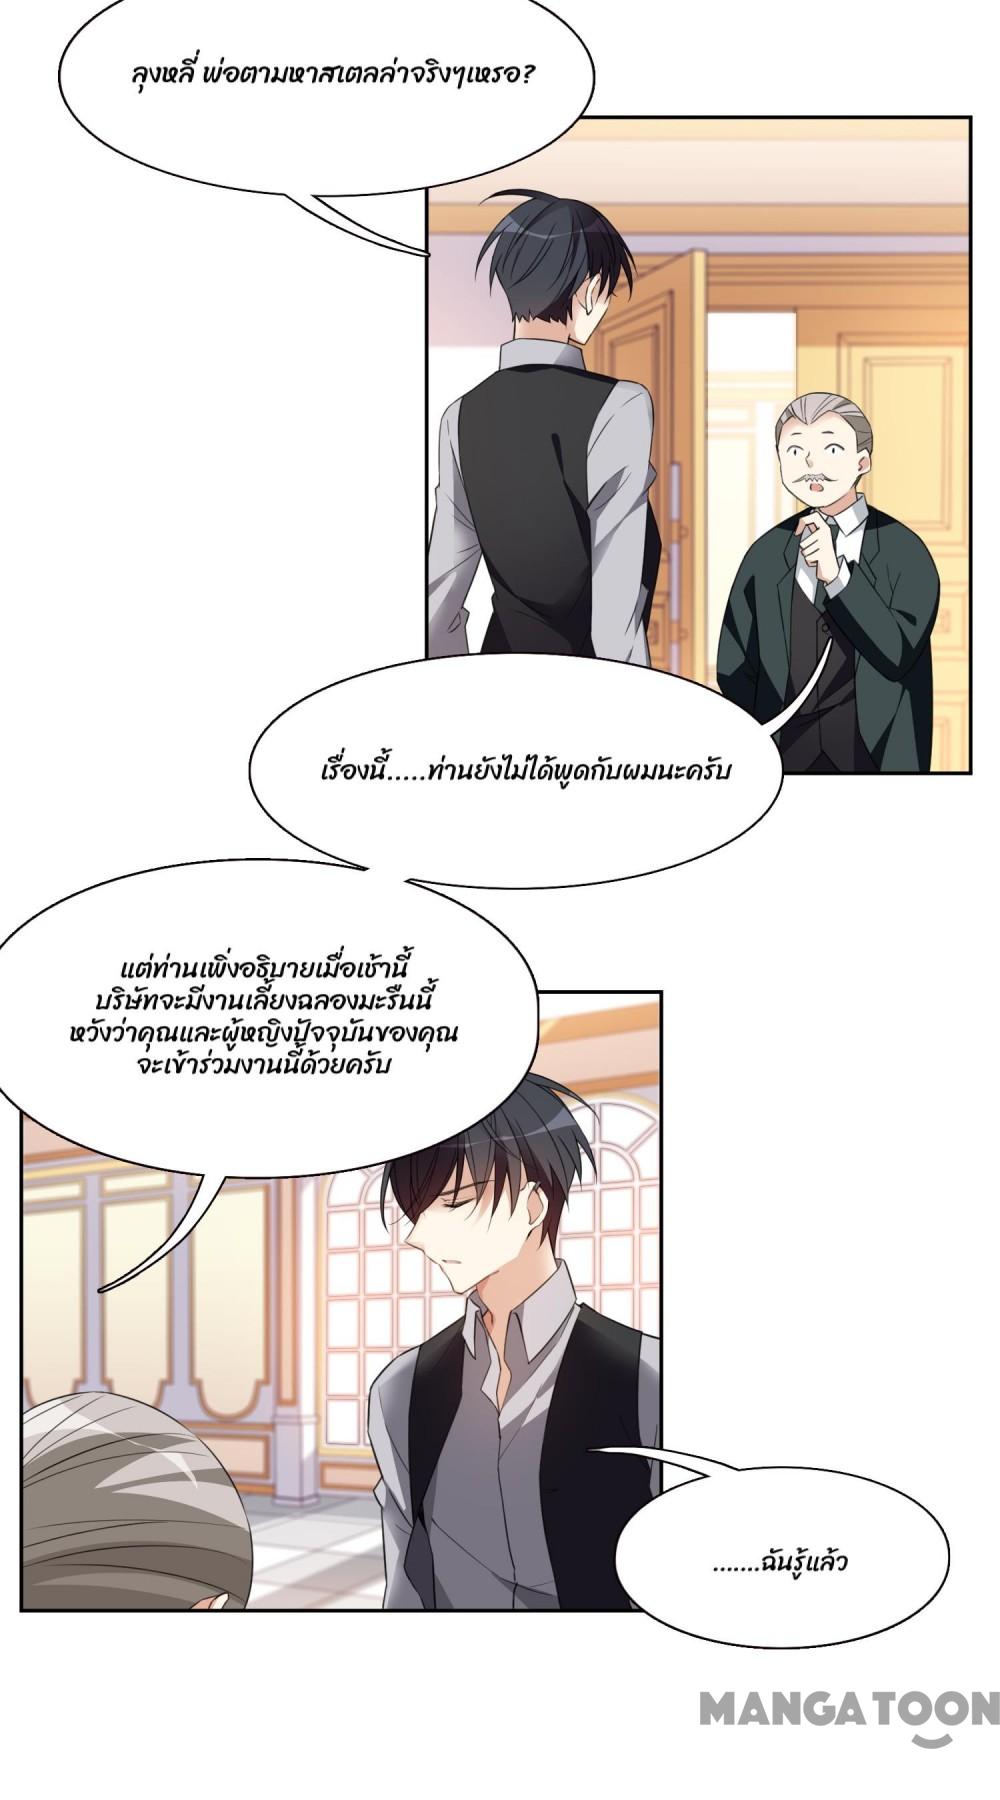 ลุงหลี่ พ่อตามหาสเตลล่าจริงๆเหรอ?
เรื่องนี้.....ท่านยังไม่ได้พูดกับผมนะครับ
แต่ท่านเพิ่งอธิบายเมื่อเช้านี้
บริษัทจะมีงานเลี้ยงฉลองมะรืนนี้
หวังว่าคุณและผู้หญิงปัจจุบันของคุณ
จะเข้าร่วมงานนี้ด้วยครับ
.......ฉันรู้แล้ว
MANGATOON